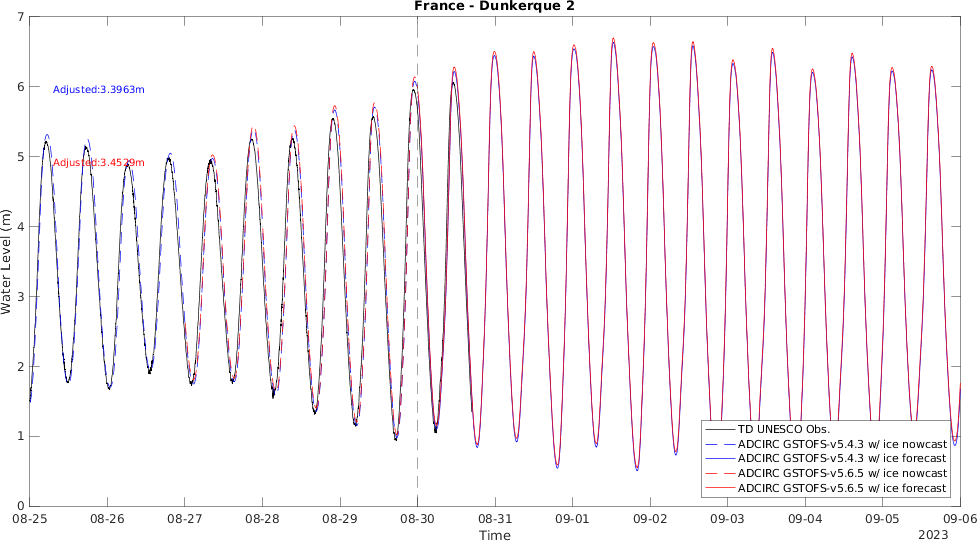 France - Dunkerque 2
Water Level (m)
7
6
5
4
3
2
1
0
Adjusted:3.3963m
Adjusted:3.4529m
TD UNESCO Obs.
ADCIRC GSTOFS-v5.4.3 w/ ice nowcast
ADCIRC GSTOFS-v5.4.3 w/ ice forecast
ADCIRC GSTOFS-v5.6.5 w/ ice nowcast
ADCIRC GSTOFS-v5.6.5 w/ ice forecast
08-25 08-26 08-27 08-28 08-29 08-30 08-31 09-01 09-02 09-03 09-04 09-05 09-06
Time
2023